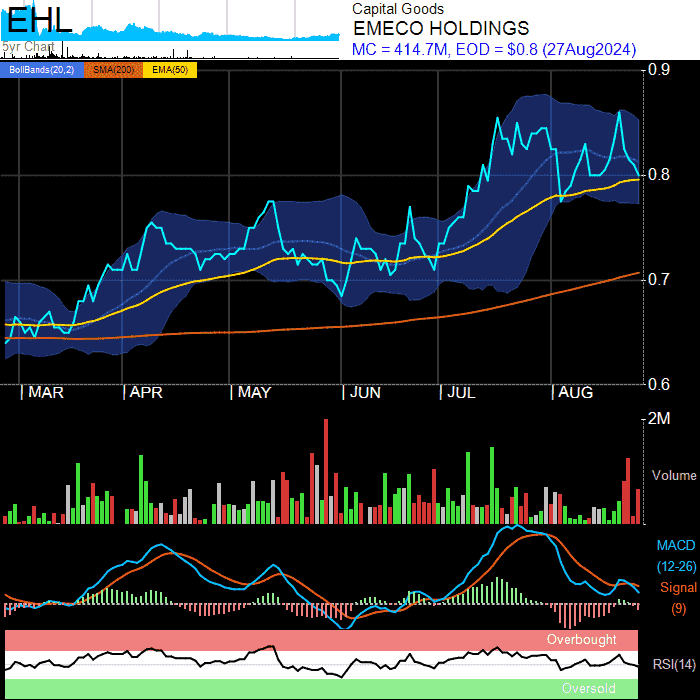 EHL
Capital Goods
EMECO HOLDINGS
5yr Chart
MC = 414.7M, EOD = $0.8 (27Aug2024)
BollBands(20,2) SMA(200) EMA(50)
0.9
0.8
0.7
0.6
MAR APR MAY JUN JUL AUG
2M
Volume
MACD
(12-26)
Signal
(9)
Overbought
RSI(14)
Oversold